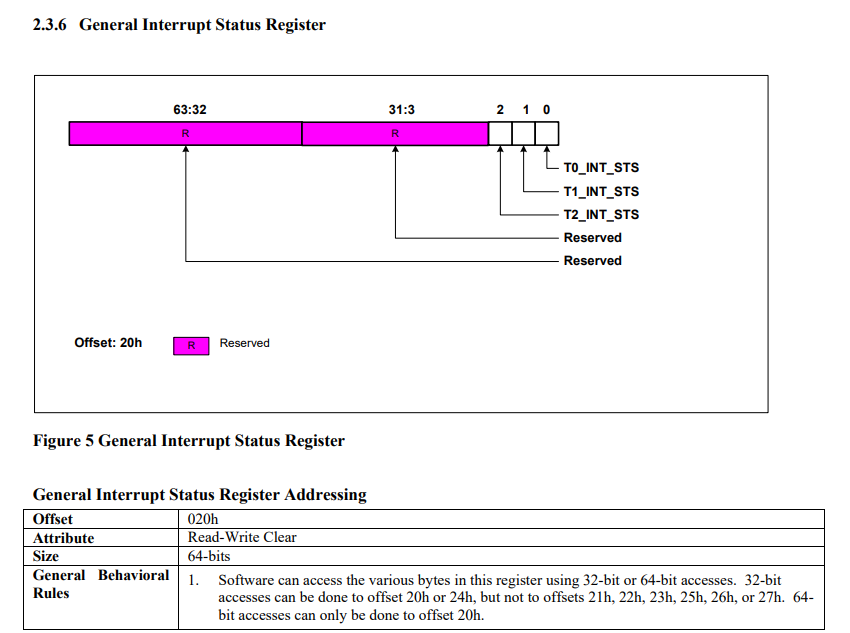 2.3.6 General Interrupt Status Register
63:32 31:3 2 1 0
R R
T0_INT_STS
T1_INT_STS
T2_INT_STS
Reserved
Reserved
Offset: 20h R Reserved
Figure 5 General Interrupt Status Register
General Interrupt Status Register Addressing
Offset 020h
Attribute Read-Write Clear
Size 64-bits
General Behavioral Rules 1. Software can access the various bytes in this register using 32-bit or 64-bit accesses. 32-bit
accesses can be done to offset 20h or 24h, but not to offsets 21h, 22h, 23h, 25h, 26h, or 27h. 64-
bit accesses can only be done to offset 20h.